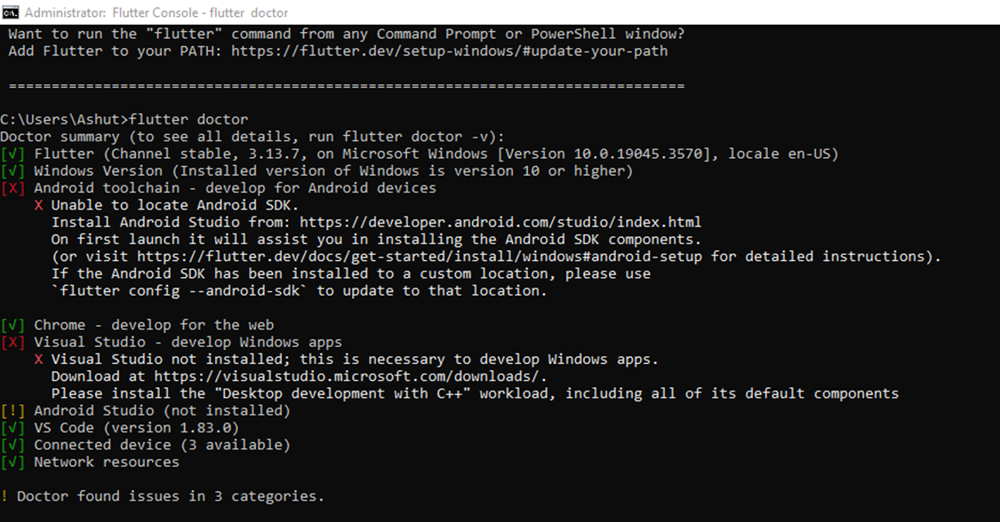 Administrator: Flutter Console - flutter doctor
Want to run the "flutter" command from any Command Prompt or PowerShell window?
Add Flutter to your PATH: https://flutter.dev/setup-windows/#update-your-path
===============================================================================
C:\Users\Ashut>flutter doctor
Doctor summary (to see all details, run flutter doctor -v):
[√] Flutter (Channel stable, 3.13.7, on Microsoft Windows [Version 10.0.19045.3570], locale en-US)
[√] Windows Version (Installed version of Windows is version 10 or higher)
[X] Android toolchain - develop for Android devices
X Unable to locate Android SDK.
Install Android Studio from: https://developer.android.com/studio/index.html
On first launch it will assist you in installing the Android SDK components.
(or visit https://flutter.dev/docs/get-started/install/windows#android-setup for detailed instructions).
If the Android SDK has been installed to a custom location, please use
`flutter config --android-sdk` to update to that location.
[√] Chrome - develop for the web
[X] Visual Studio - develop Windows apps
X Visual Studio not installed; this is necessary to develop Windows apps.
Download at https://visualstudio.microsoft.com/downloads/.
Please install the "Desktop development with C++" workload, including all of its default components
[!] Android Studio (not installed)
[√] VS Code (version 1.83.0)
[√] Connected device (3 available)
[√] Network resources
! Doctor found issues in 3 categories.